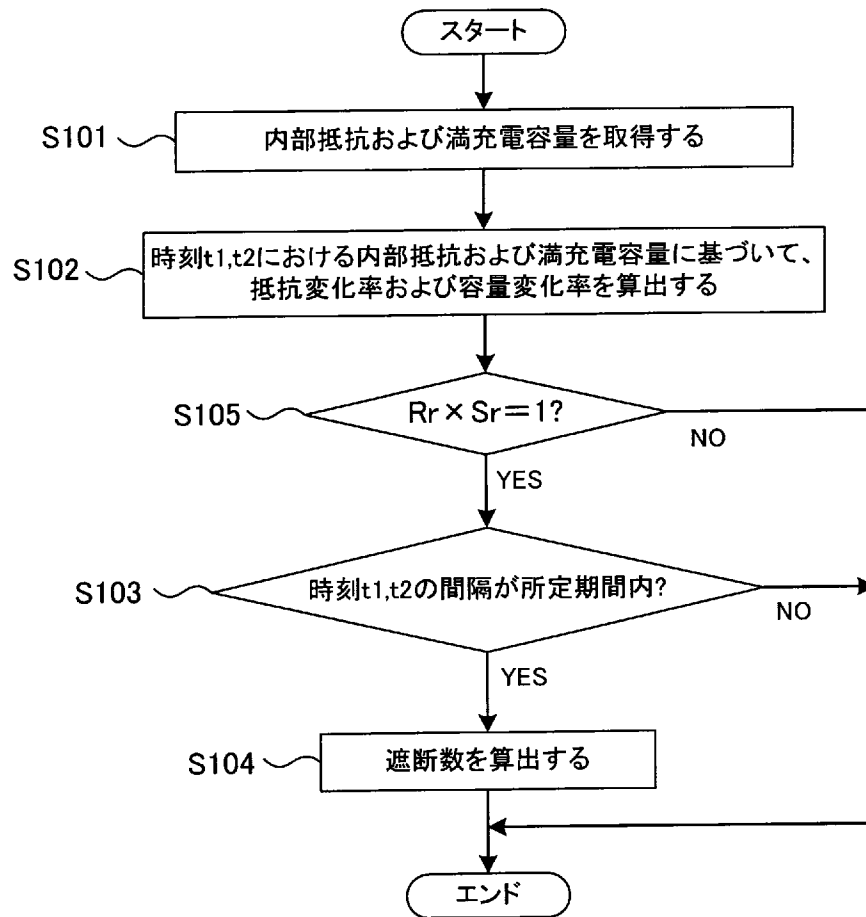 スタート
S101
内部抵抗および満充電容量を取得する
S102
時刻t1,t2における内部抵抗および満充電容量に基づいて、
抵抗変化率および容量変化率を算出する
S105
Rr×Sr=1?
NO
YES
S103
時刻t1,t2の間隔が所定期間内?
NO
YES
S104
遮断数を算出する
エンド